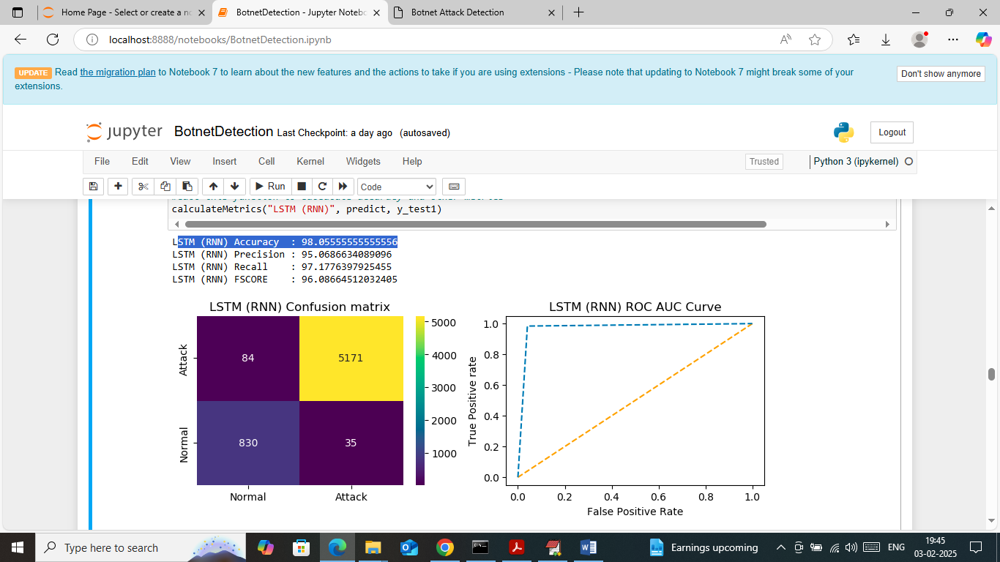 Home Page - Select or create a n
BotnetDetection - Jupyter Noteb
Botnet Attack Detection
localhost:8888/notebooks/BotnetDetection.ipynb
UPDATE Read the migration plan to Notebook 7 to learn about the new features and the actions to take if you are using extensions - Please note that updating to Notebook 7 might break some of your
extensions.
Don't show anymore
jupyter BotnetDetection Last Checkpoint: a day ago (autosaved)
Logout
File Edit View Insert Cell Kernel Widgets Help
Trusted
Python 3 (ipykernel)
Run
Code
calculateMetrics("LSTM (RNN)", predict, y_test1)
LSTM (RNN) Accuracy : 98.05555555555556
LSTM (RNN) Precision : 95.0686634089096
LSTM (RNN) Recall : 97.1776397925455
LSTM (RNN) FSCORE : 96.08664512032405
LSTM (RNN) Confusion matrix
Attack
84
5171
Normal
830
35
Normal
Attack
5000
4000
3000
2000
1000
LSTM (RNN) ROC AUC Curve
True Positive rate
1.0
0.8
0.6
0.4
0.2
0.0
0.0 0.2 0.4 0.6 0.8 1.0
False Positive Rate
Type here to search
Earnings upcoming
ENG
19:45
03-02-2025